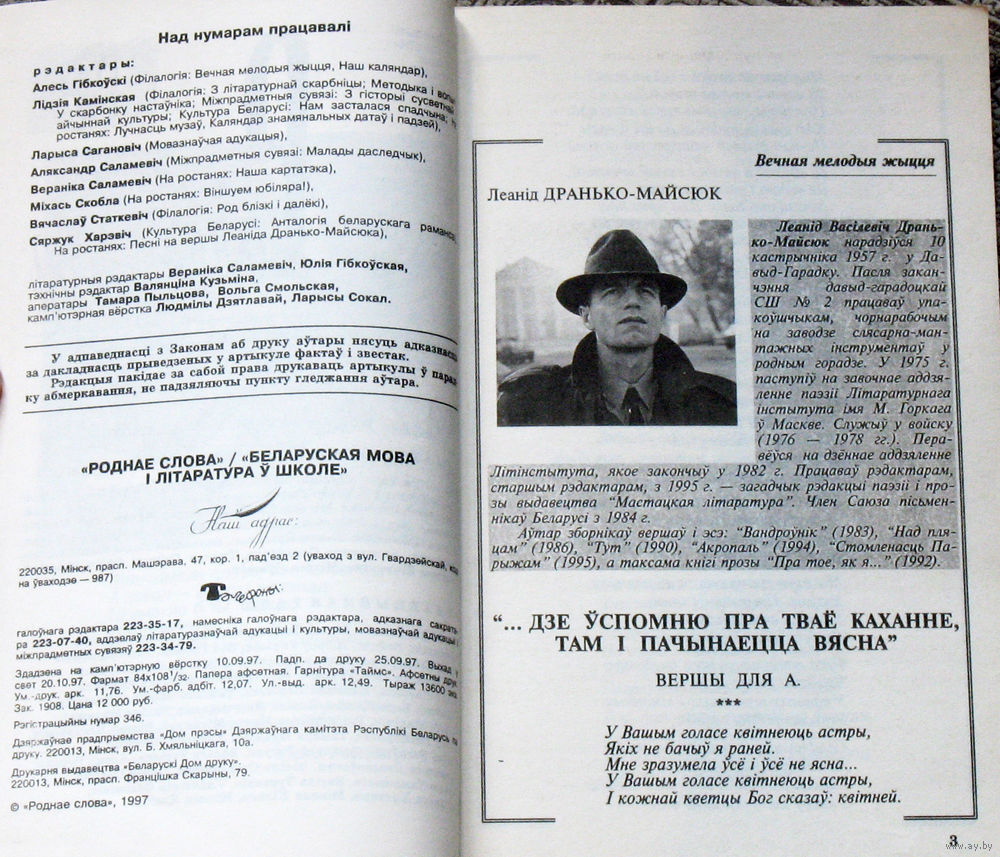 Над нумарам працавалі
рэдактары:
Алесь Гібкоўскі (Філалогія: Вечная мелодыя жыцця, Наш каляндар),
Лідзія Камінская (Філалогія: З літаратурнай скарбніцы; Методыка і
У скарбонку настаўніка; Міжпрадметныя сувязі: З гісторыі сусветнай
айчыннай культуры; Культура Беларусі: Нам засталася спадчына;
ростанях: Лучнасць музаў, Каляндар знамянальных датаў і падзей),
Ларыса Сагановіч (Мовазнаўчая адукацыя),
Аляксандр Саламевіч (Міжпрадметныя сувязі: Малады даследчык),
Вераніка Саламевіч (На ростанях: Наша картатэка),
Міхась Скобла (На ростанях: Віншуем юбіляра!),
Вячаслаў Статкевіч (Філалогія: Род блізкі і далёкі),
Сяржук Харэвіч (Культура Беларусі: Анталогія беларускага раманса,
На ростанях: Песні на вершы Леаніда Дранько-Майсюка),
літаратурныя рэдактары Вераніка Саламевіч, Юлія Гібкоўская,
тэхнічны рэдактар Валянціна Кузьміна,
аператары Тамара Пыльцова, Вольга Смольская,
камп'ютэрная вёрстка Людмілы Дзятлавай, Ларысы Сокал.
У адпаведнасці з Законам аб друку аўтары нясуць адказнасць
за дакладнасць прыведзеных у артыкуле фактаў і звестак.
Рэдакцыя пакідае за сабой права друкаваць артыкулы ў парад-
ку абмеркавання, не падзяляючы пункту гледжання аўтара.
«РОДНАЕ СЛОВА» / «БЕЛАРУСКАЯ МОВА
І ЛІТАРАТУРА Ў ШКОЛЕ»
Наш адрас:
220035, Мінск, прасп. Машэрава, 47, кор. 1, пад'езд 2 (уваход з вул. Гвардзейскай,
на ўваходзе — 987)
Тэлефоны:
галоўнага рэдактара 223-35-17, намесніка галоўнага рэдактара, адказнага сакрата-
ра 223-07-40, аддзелаў літаратуразнаўчай адукацыі і культуры, мовазнаўчай адукацыі і
міжпрадметных сувязяў 223-34-79.
Здадзена на камп'ютэрную вёрстку 10.09.97. Падп. да друку 25.09.97. Выхад у
свет 20.10.97. Фармат 84х108 1/32. Папера афсетная. Гарнітура «Таймс». Афсетны друк.
Ум.-друк. арк. 11,76. Ум.-фарб. адбіт. 12,07. Ул.-выд. арк. 12,49. Тыраж 13600 экз.
Зак. 1908. Цана 12 000 руб.
Рэгістрацыйны нумар 346.
Дзяржаўнае прадпрыемства «Дом прэсы» Дзяржаўнага камітэта Рэспублікі Беларусь па
друку. 220013, Мінск, вул. Б. Хмяльніцкага, 10а.
Друкарня выдавецтва «Беларускі Дом друку».
220013, Мінск, прасп. Францішка Скарыны, 79.
© «Роднае слова», 1997
Вечная мелодыя жыцця
Леанід ДРАНЬКО-МАЙСЮК
Леанід Васілевіч Дрань-
ко-Майсюк нарадзіўся 10
кастрычніка 1957 г. у Да-
выд-Гарадку. Пасля закан-
чэння давыд-гарадоцкай
СШ № 2 працаваў упа-
коўшчыкам, чорнарабочым
на заводзе слясарна-ман-
тажных інструментаў у
родным горадзе. У 1975 г.
паступіў на завочнае аддзя-
ленне паэзіі Літаратурнага
інстытута імя М. Горкага
ў Маскве. Служыў у войску
(1976 — 1978 гг.). Пера-
вёўся на дзённае аддзяленне
Літінстытута, якое закончыў у 1982 г. Працаваў рэдактарам,
старшым рэдактарам, з 1995 г. — загадчык рэдакцыі паэзіі і про-
зы выдавецтва “Мастацкая літаратура”. Член Саюза пісьмен-
нікаў Беларусі з 1984 г.
Аўтар зборнікаў вершаў і эсэ: “Вандроўнік” (1983), “Над пля-
цам” (1986), “Тут” (1990), “Акропаль” (1994), “Стомленасць Па-
рыжам” (1995), а таксама кнігі прозы “Пра тое, як я...” (1992).
“... ДЗЕ ЎСПОМНЮ ПРА ТВАЁ КАХАННЕ,
ТАМ І ПАЧЫНАЕЦЦА ВЯСНА”
ВЕРШЫ ДЛЯ А.
***
У Вашым голасе квітнеюць астры,
Якіх не бачыў я раней.
Мне зразумела ўсё і ўсё не ясна...
У Вашым голасе квітнеюць астры,
І кожнай кветцы Бог сказаў: квітней.
3
www.ay.by